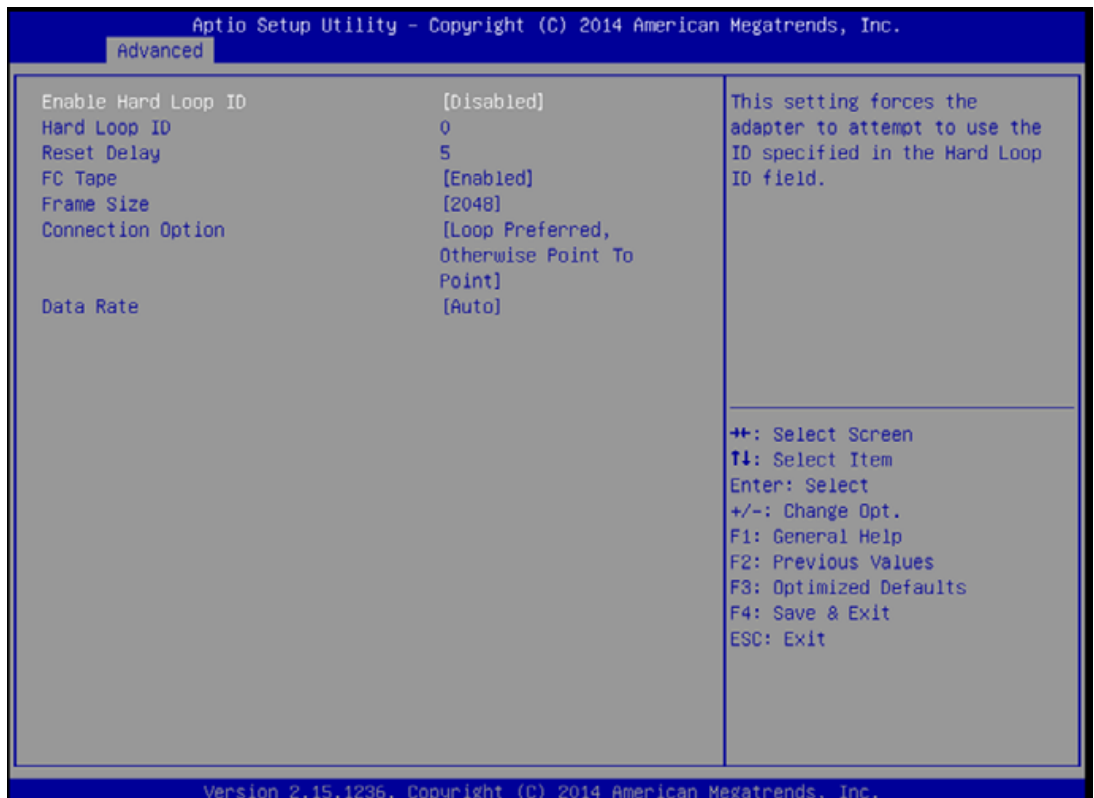 Aptio Setup Utility – Copyright (C) 2014 American Megatrends, Inc.
Advanced
Enable Hard Loop ID [Disabled]
Hard Loop ID 0
Reset Delay 5
FC Tape [Enabled]
Frame Size [2048]
Connection Option [Loop Preferred,
Otherwise Point To
Point]
Data Rate [Auto]
This setting forces the
adapter to attempt to use the
ID specified in the Hard Loop
ID field.
→←: Select Screen
↑↓: Select Item
Enter: Select
+/-: Change Opt.
F1: General Help
F2: Previous Values
F3: Optimized Defaults
F4: Save & Exit
ESC: Exit
Version 2.15.1236. Copyright (C) 2014 American Megatrends, Inc.